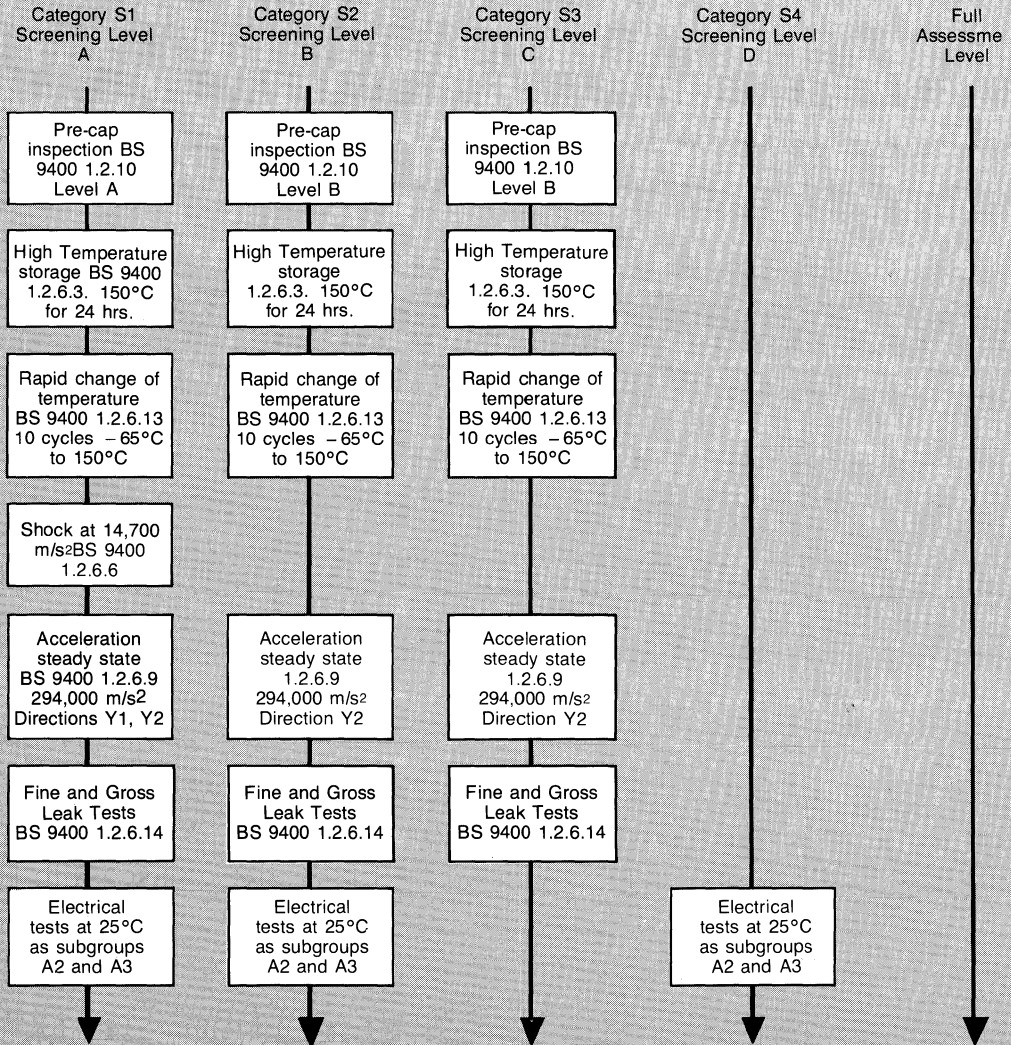 Category S1
Screening Level
A
Category S2
Screening Level
B
Category S3
Screening Level
C
Category S4
Screening Level
D
Full
Assessme
Level
Pre-cap
inspection BS
9400 1.2.10
Level A
Pre-cap
inspection BS
9400 1.2.10
Level B
Pre-cap
inspection BS
9400 1.2.10
Level B
High Temperature
storage BS 9400
1.2.6.3. 150°C
for 24 hrs.
High Temperature
storage
1.2.6.3. 150°C
for 24 hrs.
High Temperature
storage
1.2.6.3. 150°C
for 24 hrs.
Rapid change of
temperature
BS 9400 1.2.6.13
10 cycles –65°C
to 150°C
Rapid change of
temperature
BS 9400 1.2.6.13
10 cycles –65°C
to 150°C
Rapid change of
temperature
BS 9400 1.2.6.13
10 cycles –65°C
to 150°C
Shock at 14,700
m/s2BS 9400
1.2.6.6
Acceleration
steady state
BS 9400 1.2.6.9
294,000 m/s2
Directions Y1, Y2
Acceleration
steady state
1.2.6.9
294,000 m/s2
Direction Y2
Acceleration
steady state
1.2.6.9
294,000 m/s2
Direction Y2
Fine and Gross
Leak Tests
BS 9400 1.2.6.14
Fine and Gross
Leak Tests
BS 9400 1.2.6.14
Fine and Gross
Leak Tests
BS 9400 1.2.6.14
Electrical
tests at 25°C
as subgroups
A2 and A3
Electrical
tests at 25°C
as subgroups
A2 and A3
Electrical
tests at 25°C
as subgroups
A2 and A3